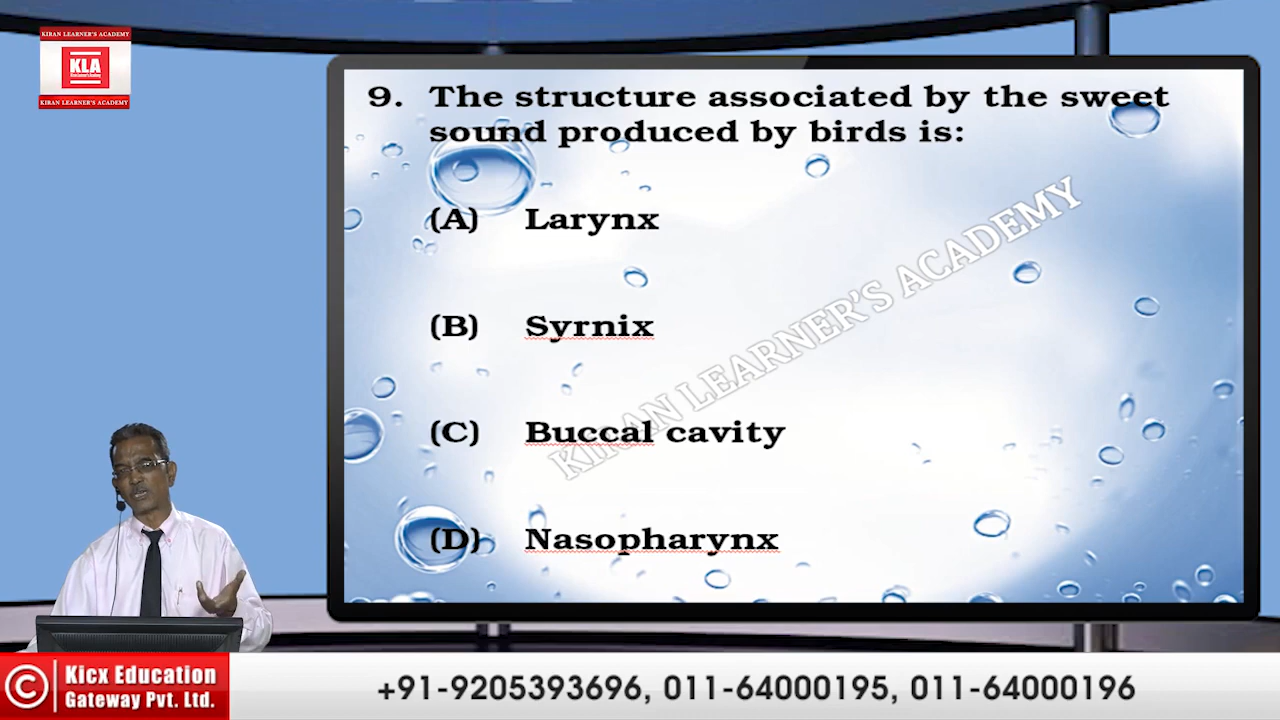 KIRAN LEARNER'S ACADEMY
KLA
KIRAN LEARNER'S ACADEMY
9. The structure associated by the sweet
sound produced by birds is:
(A) Larynx
(B) Syrnix
(C) Buccal cavity
(D) Nasopharynx
KIRAN LEARNER'S ACADEMY
© Kicx Education
Gateway Pvt. Ltd.
+91-9205393696, 011-64000195, 011-64000196